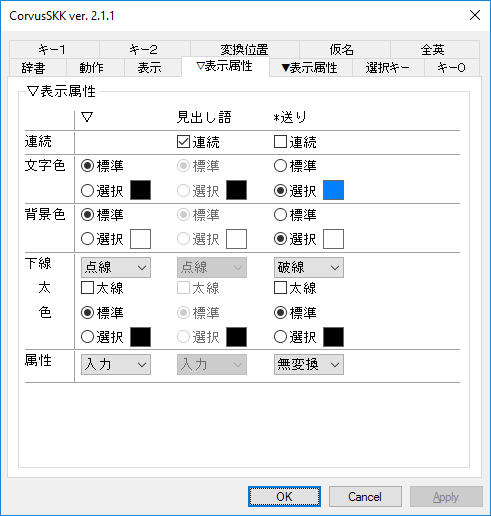 CorvusSKK ver. 2.1.1
キー1 キー2 変換位置 仮名 全英
辞書 動作 表示 ▽表示属性 ▼表示属性 選択キー キー0
▽表示属性
▽ 見出し語 *送り
連続 連続 連続
文字色 標準 標準 標準
選択 選択 選択
背景色 標準 標準 標準
選択 選択 選択
下線 点線 点線 破線
太 太線 太線 太線
色 標準 標準 標準
選択 選択 選択
属性 入力 入力 無変換
OK Cancel Apply